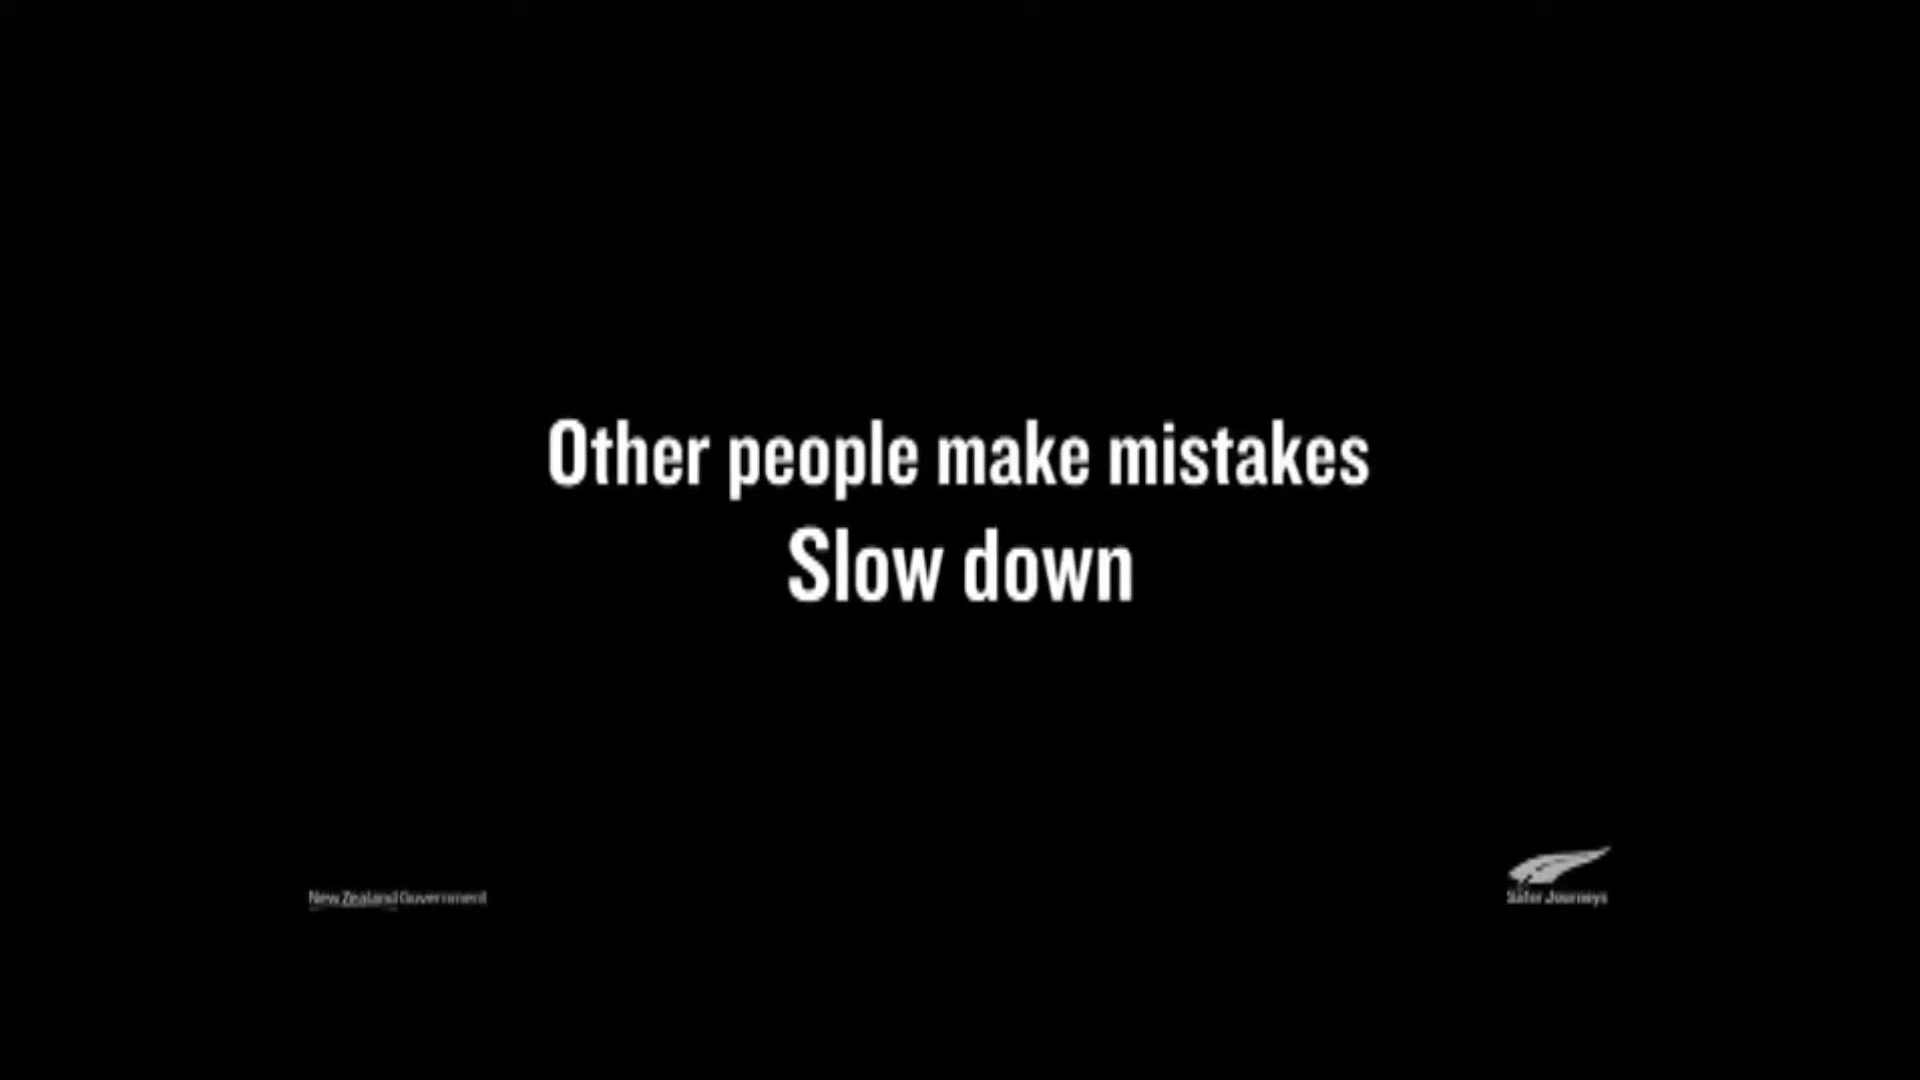 Other people make mistakes
Slow down
New Zealand Government
Safer Journeys